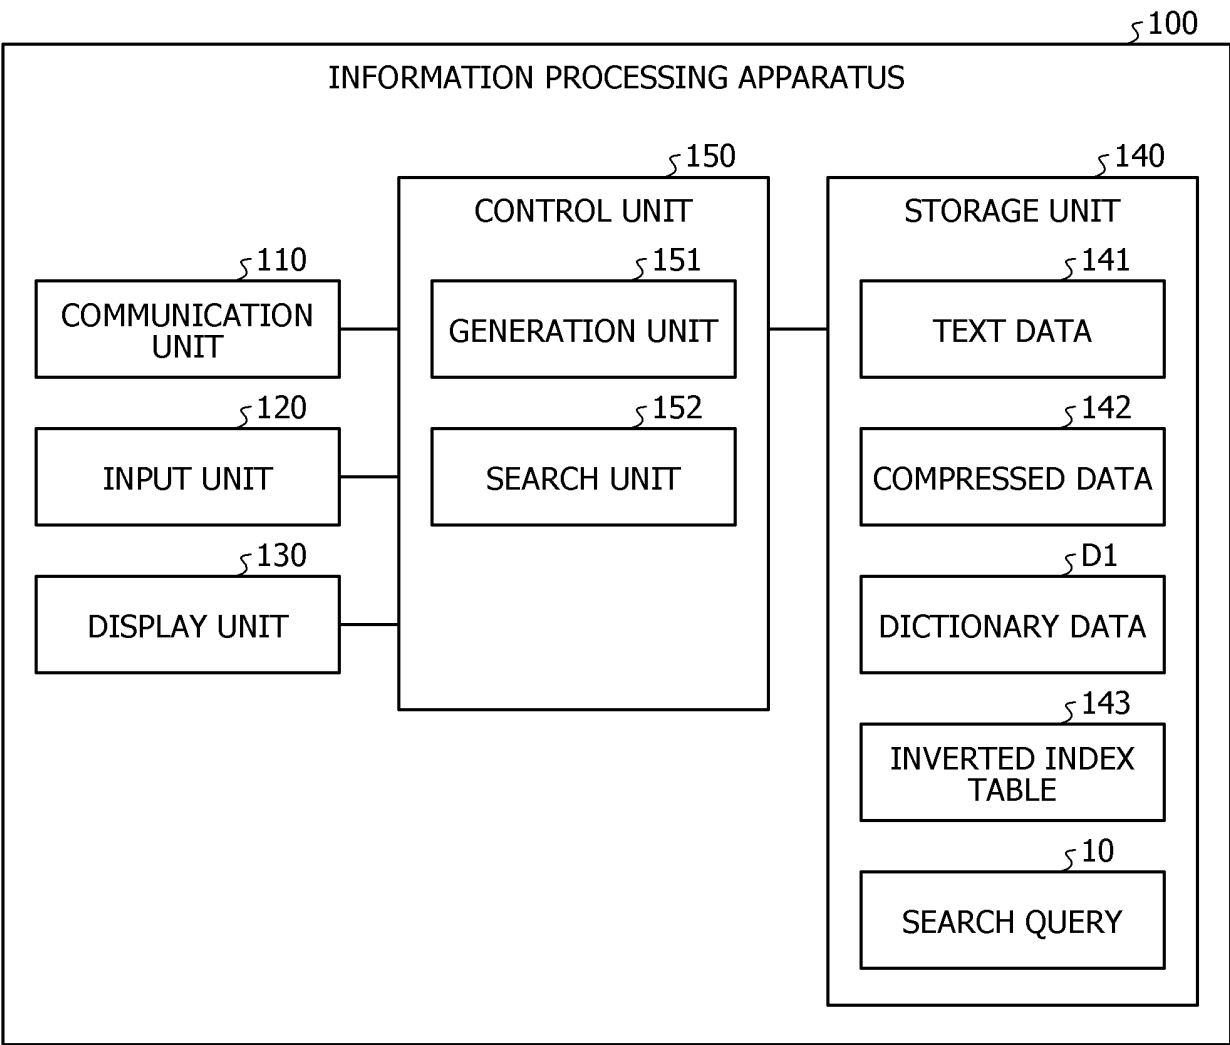 100
INFORMATION PROCESSING APPARATUS
110
COMMUNICATION
UNIT
120
INPUT UNIT
130
DISPLAY UNIT
150
CONTROL UNIT
151
GENERATION UNIT
152
SEARCH UNIT
140
STORAGE UNIT
141
TEXT DATA
142
COMPRESSED DATA
D1
DICTIONARY DATA
143
INVERTED INDEX
TABLE
10
SEARCH QUERY